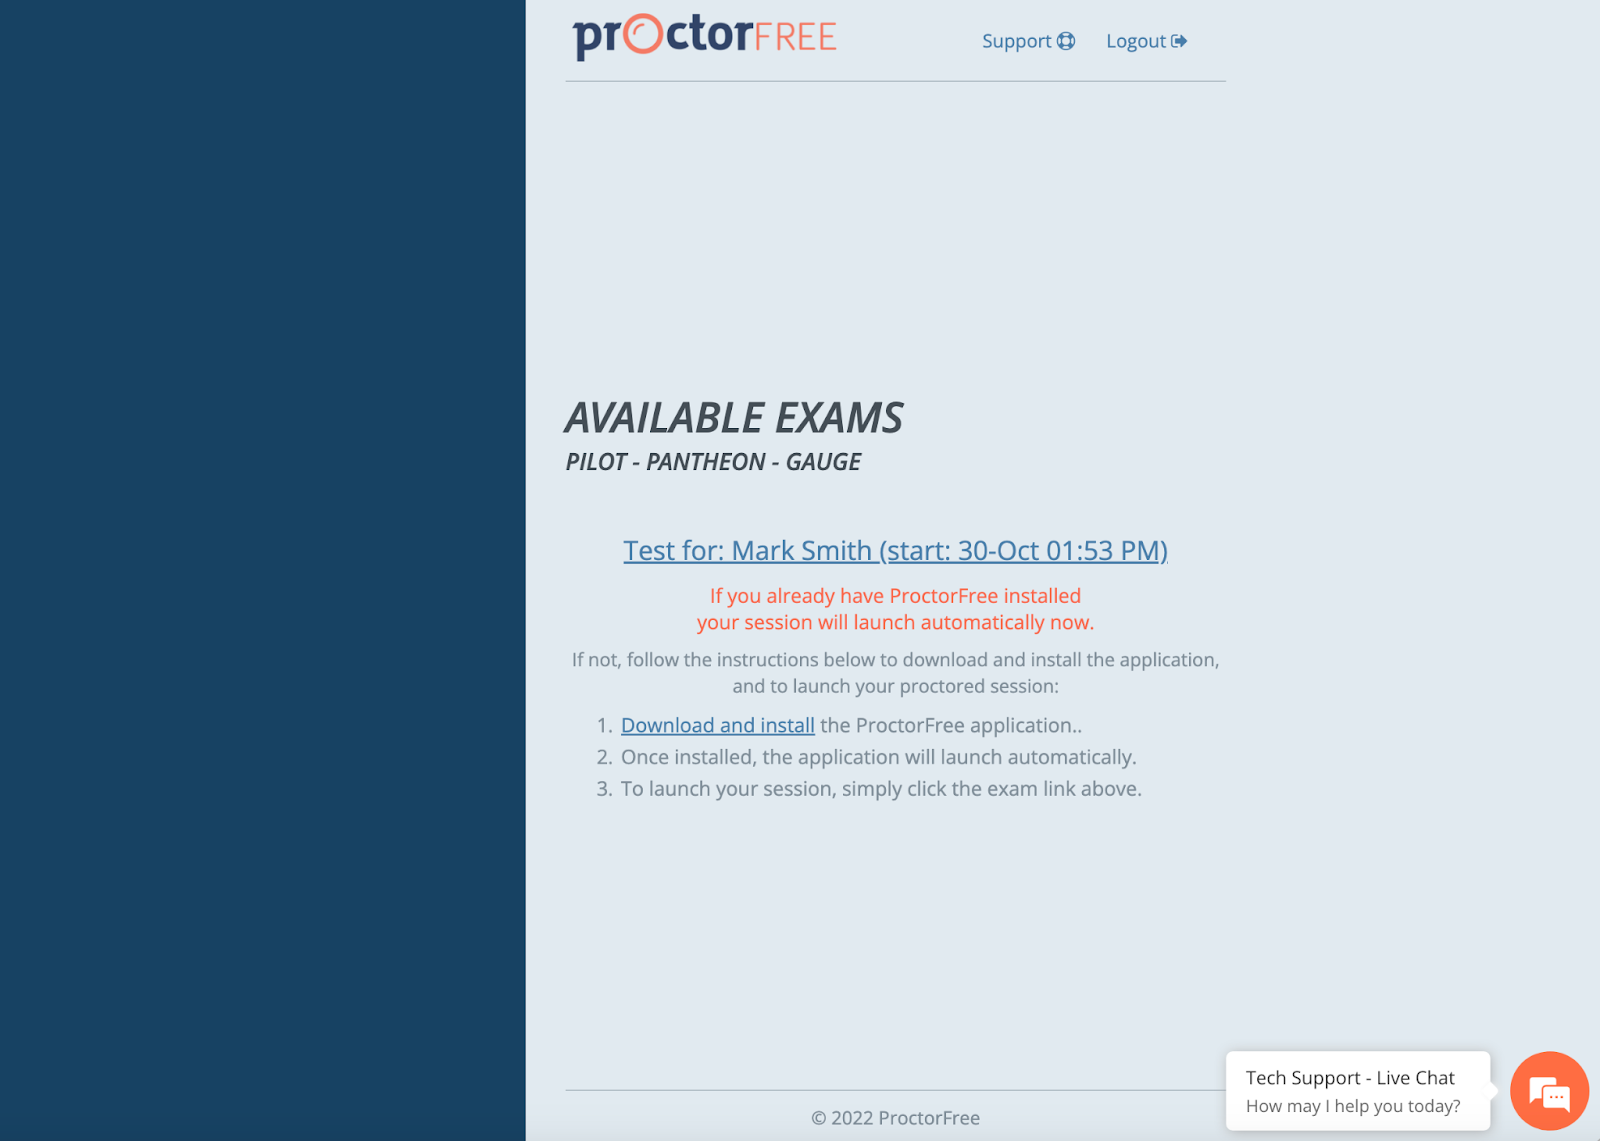 proctorFREE
Support
Logout
AVAILABLE EXAMS
PILOT - PANTHEON - GAUGE
Test for: Mark Smith (start: 30-Oct 01:53 PM)
If you already have ProctorFree installed
your session will launch automatically now.
If not, follow the instructions below to download and install the application,
and to launch your proctored session:
1. Download and install the ProctorFree application..
2. Once installed, the application will launch automatically.
3. To launch your session, simply click the exam link above.
Tech Support - Live Chat
How may I help you today?
© 2022 ProctorFree